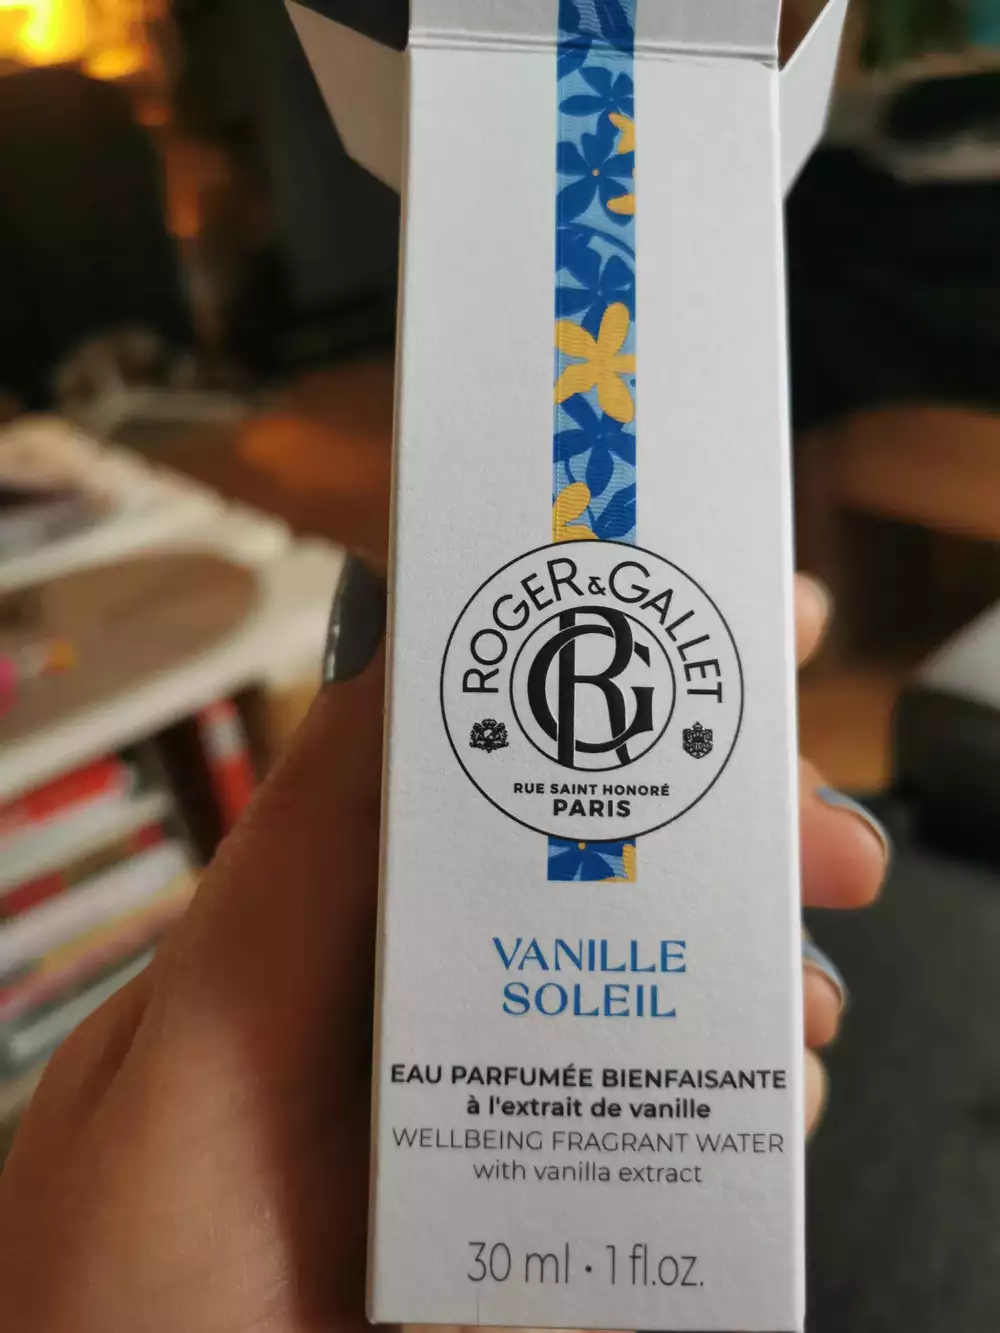 ROGER & GALLET
RG
RUE SAINT HONORÉ
PARIS
VANILLE
SOLEIL
EAU PARFUMÉE BIENFAISANTE
à l'extrait de vanille
WELLBEING FRAGRANT WATER
with vanilla extract
30 ml • 1 fl.oz.